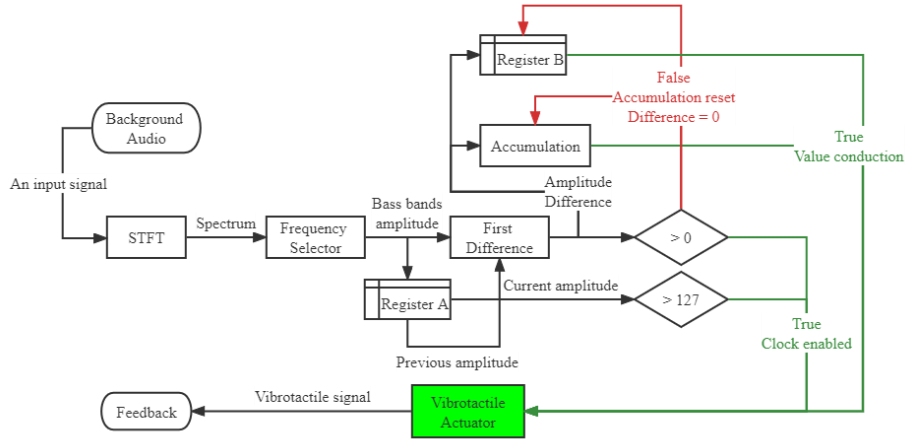 Register B
False
Accumulation reset
Difference = 0
Background
Audio
Accumulation
True
Value conduction
An input signal
Amplitude
Difference
Bass bands
amplitude
Spectrum
STFT
Frequency
Selector
First
Difference
> 0
Register A
Current amplitude
> 127
True
Clock enabled
Previous amplitude
Vibrotactile signal
Feedback
Vibrotactile
Actuator